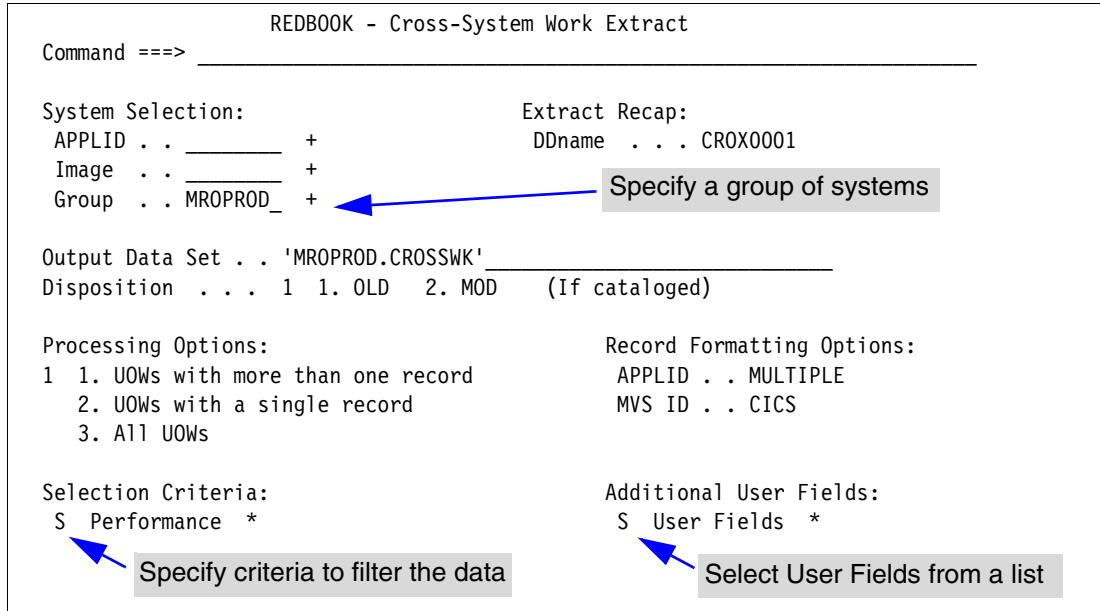 REDBOOK - Cross-System Work Extract
Command ===> _________________________________________________________________
System Selection: Extract Recap:
APPLID . . ________ + DDname . . . CROX0001
Image . . ________ +
Group . . MROPROD_ + Specify a group of systems
Output Data Set . . 'MROPROD.CROSSWK'_____________________________
Disposition . . . 1 1. OLD 2. MOD (If cataloged)
Processing Options: Record Formatting Options:
1 1. UOWs with more than one record APPLID . . MULTIPLE
2. UOWs with a single record MVS ID . . CICS
3. All UOWs
Selection Criteria: Additional User Fields:
S Performance * S User Fields *
Specify criteria to filter the data Select User Fields from a list